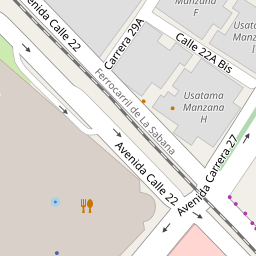 Avenida Calle 22
Carrera 29A
F
Usatama
Manzana
Calle 22A Bis
Ferrocarril de La Sabana
Usatama
Manzana
H
Avenida Calle 22
Avenida Carrera 27